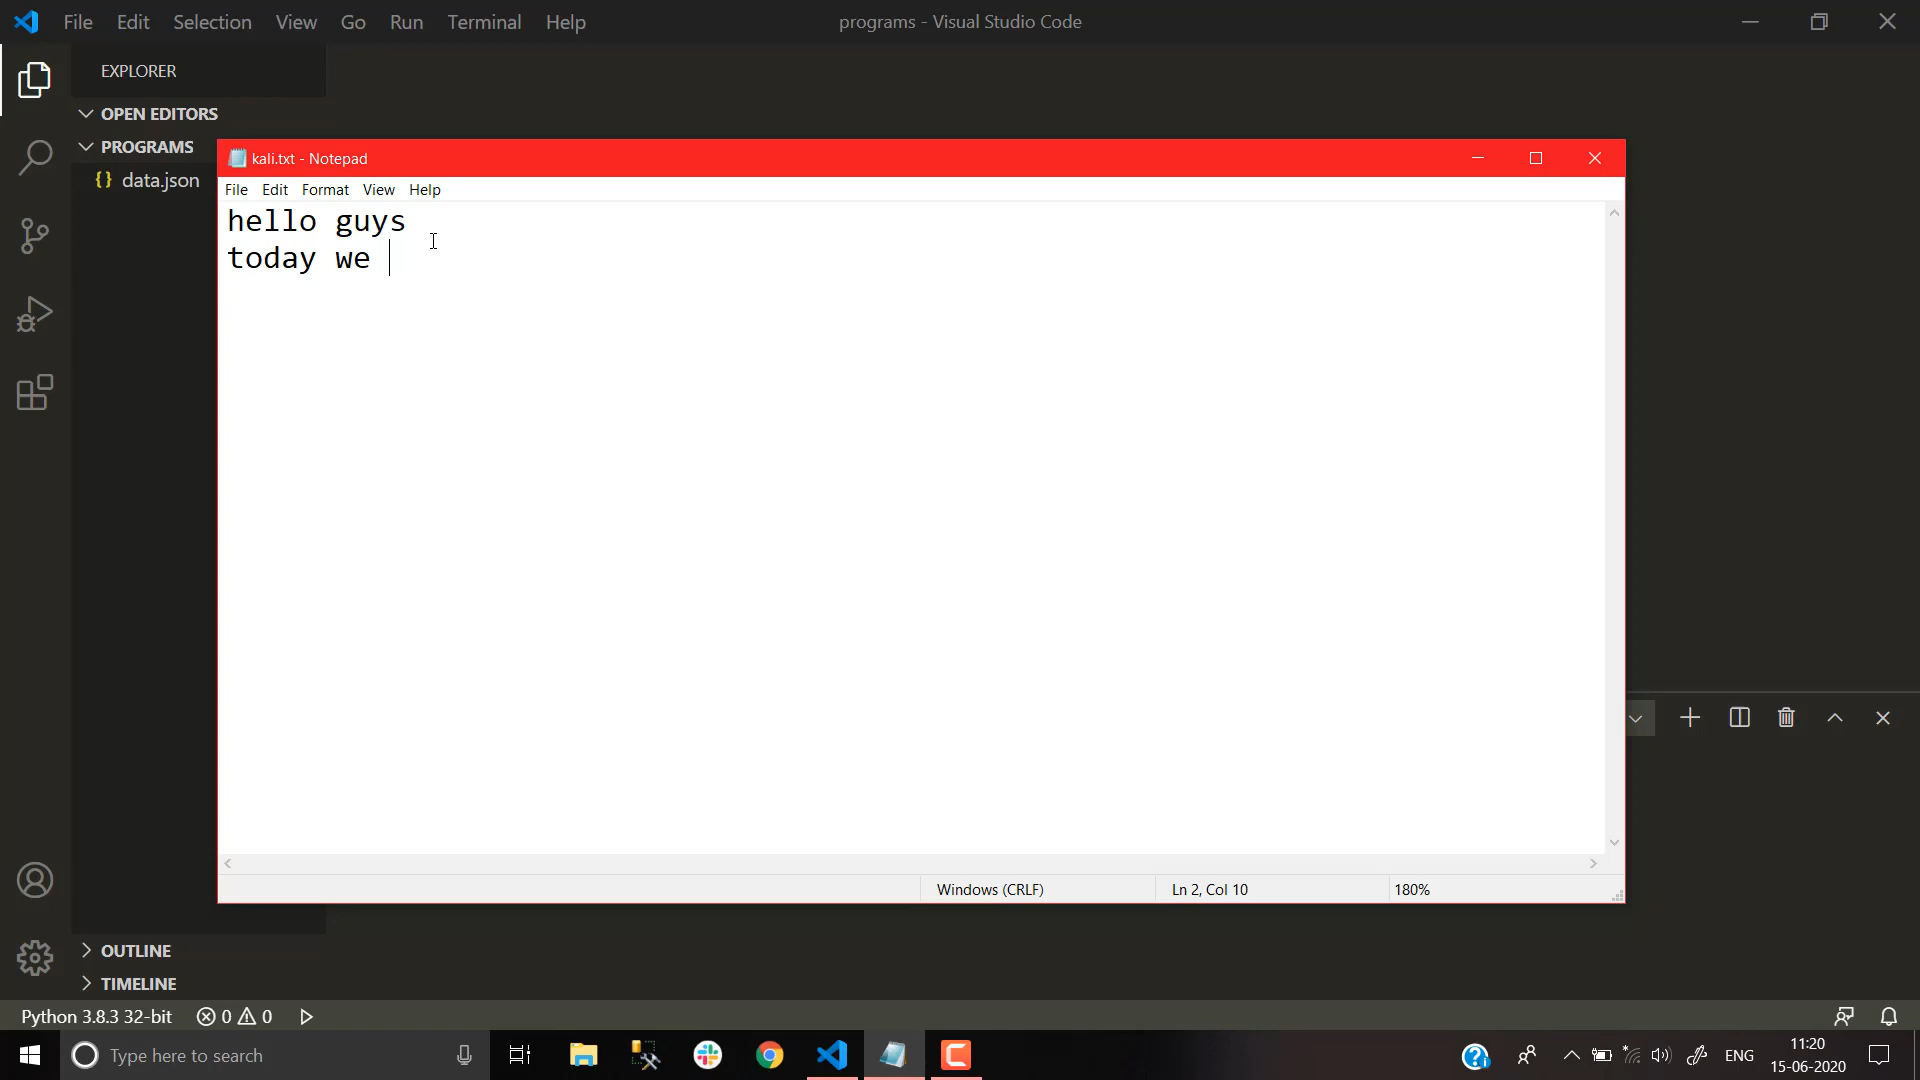 File Edit Selection View Go Run Terminal Help
programs - Visual Studio Code
EXPLORER
OPEN EDITORS
PROGRAMS
{} data.json
kali.txt - Notepad
File Edit Format View Help
hello guys
today we
Windows (CRLF)
Ln 2, Col 10
180%
OUTLINE
TIMELINE
Python 3.8.3 32-bit
0
0
Type here to search
ENG
11:20
15-06-2020